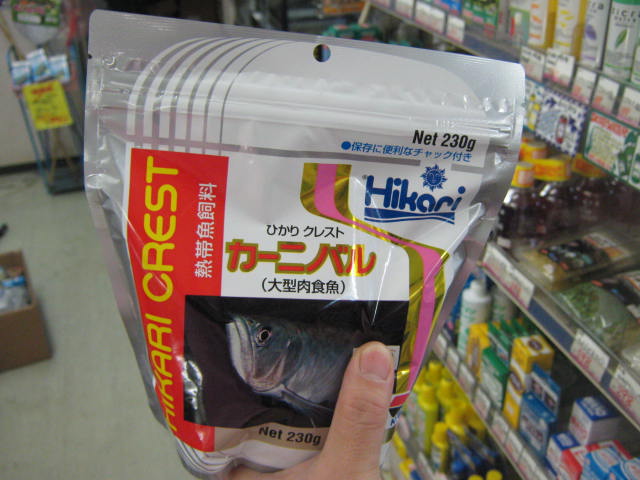 Net 230g
●保存に便利なチャック付き
Hikari
HIKARI CREST
熱帯魚飼料
ひかり クレスト
カーニバル
(大型肉食魚)
Net 230g